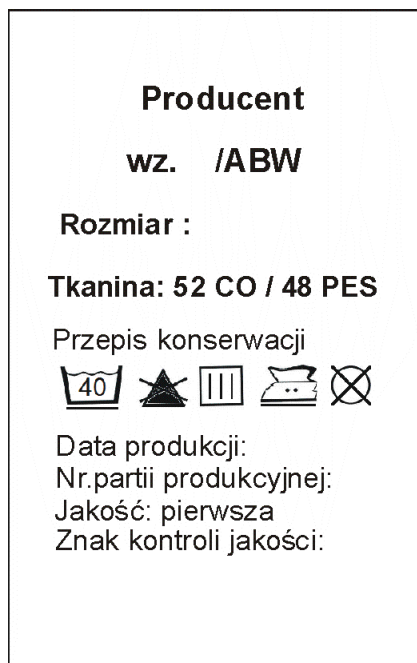 Producent
wz. /ABW
Rozmiar :
Tkanina: 52 CO / 48 PES
Przepis konserwacji
40
Data produkcji:
Nr.partii produkcyjnej:
Jakość: pierwsza
Znak kontroli jakości: